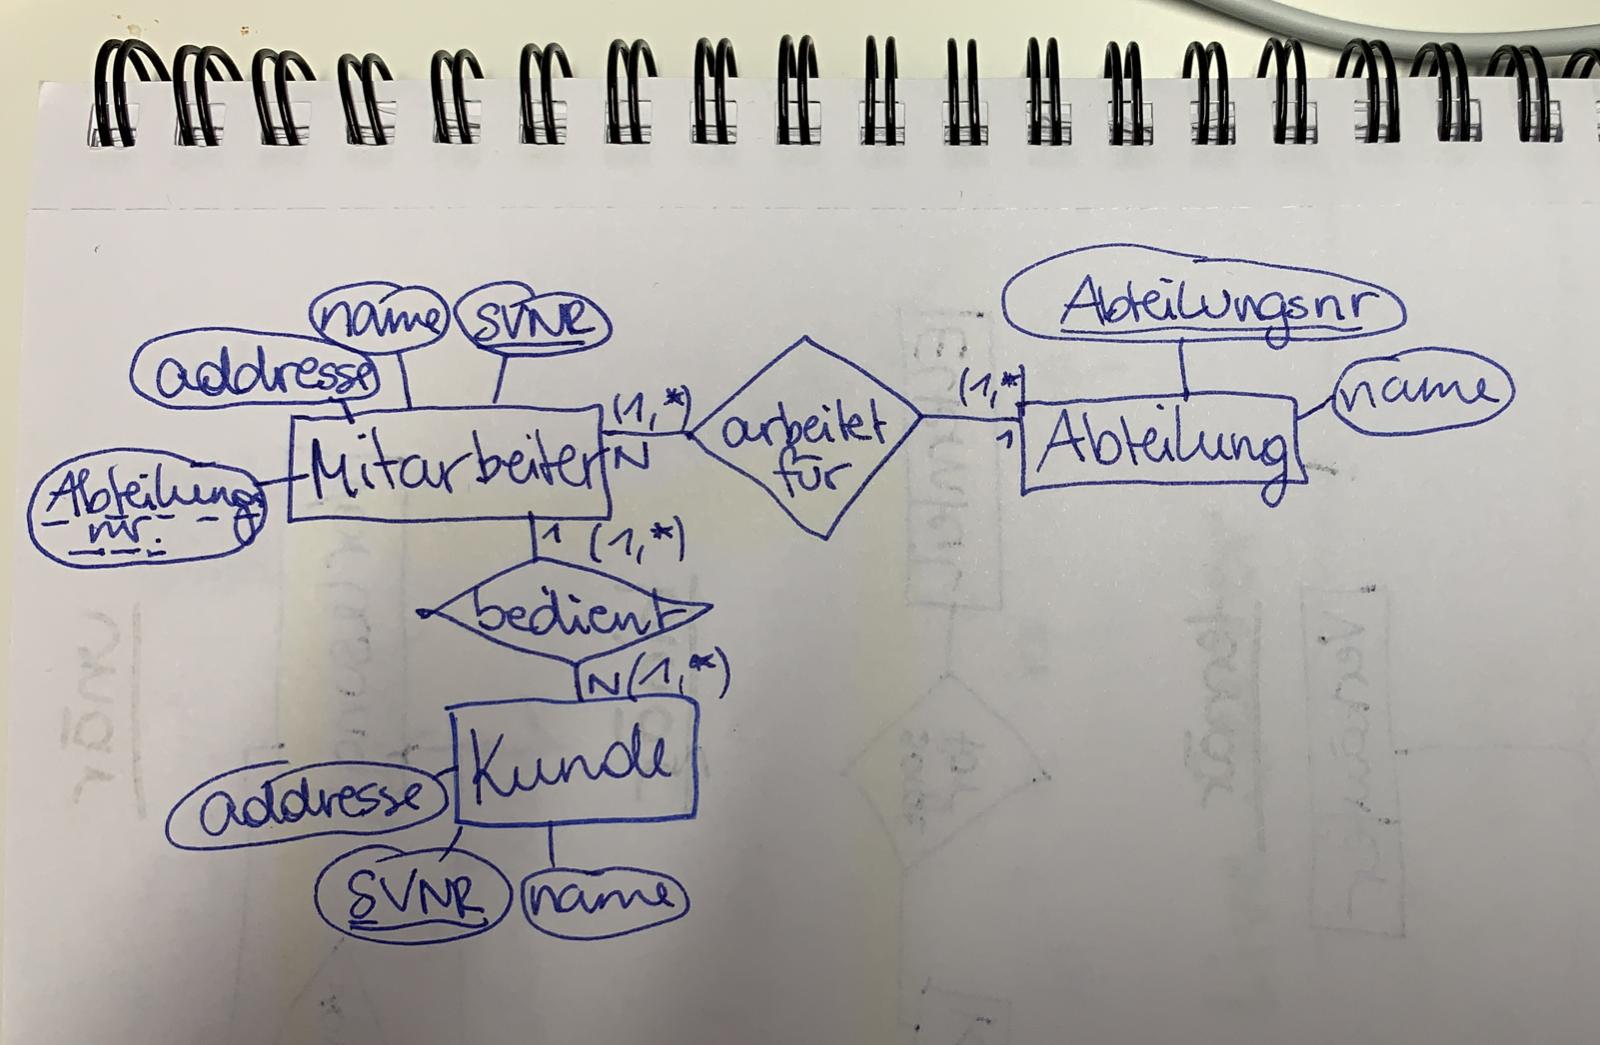 Abteilungsnr
name
SVNR
addresse
name
(1,*)
(1,*)
arbeitet
für
Mitarbeiter
N
1
Abteilung
Abteilung
nr.
1 (1,*)
bedient
N (1,*)
Kunde
addresse
SVNR
name